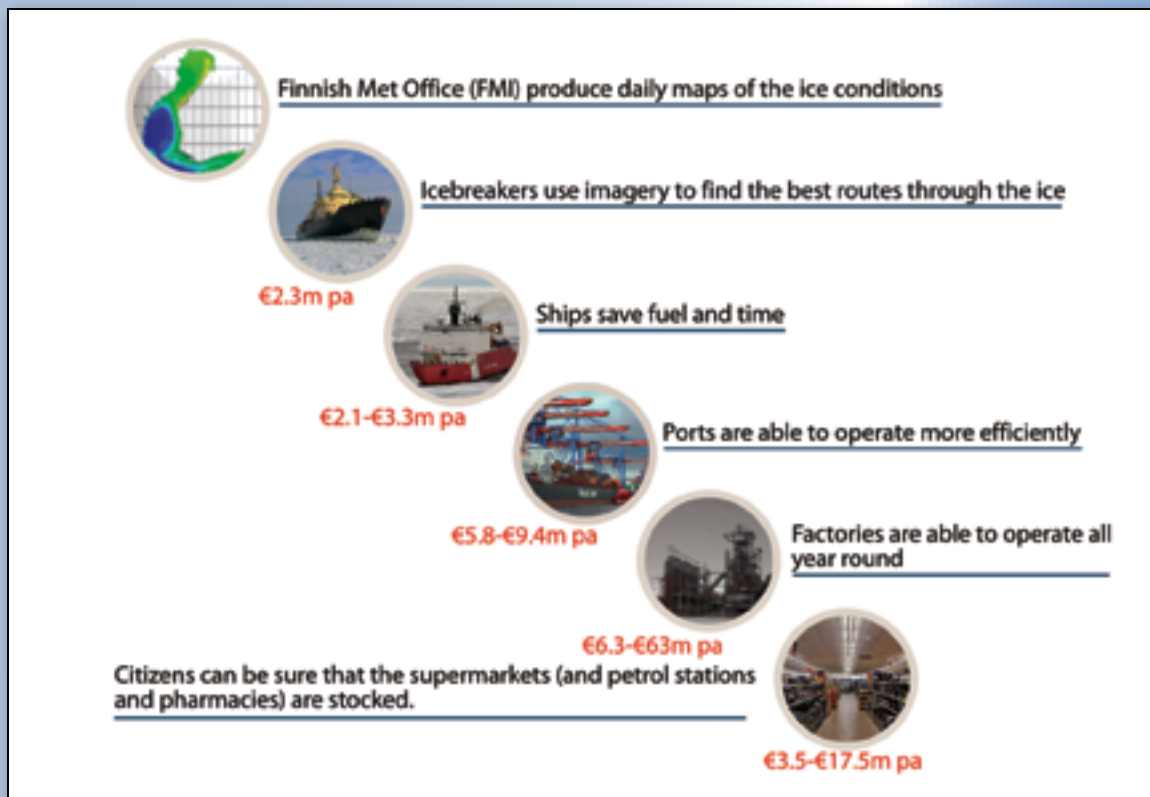 Finnish Met Office (FMI) produce daily maps of the ice conditions
Icebreakers use imagery to find the best routes through the ice
€2.3m pa
Ships save fuel and time
€2.1-€3.3m pa
Ports are able to operate more efficiently
€5.8-€9.4m pa
Factories are able to operate all
year round
€6.3-€63m pa
Citizens can be sure that the supermarkets (and petrol stations
and pharmacies) are stocked.
€3.5-€17.5m pa